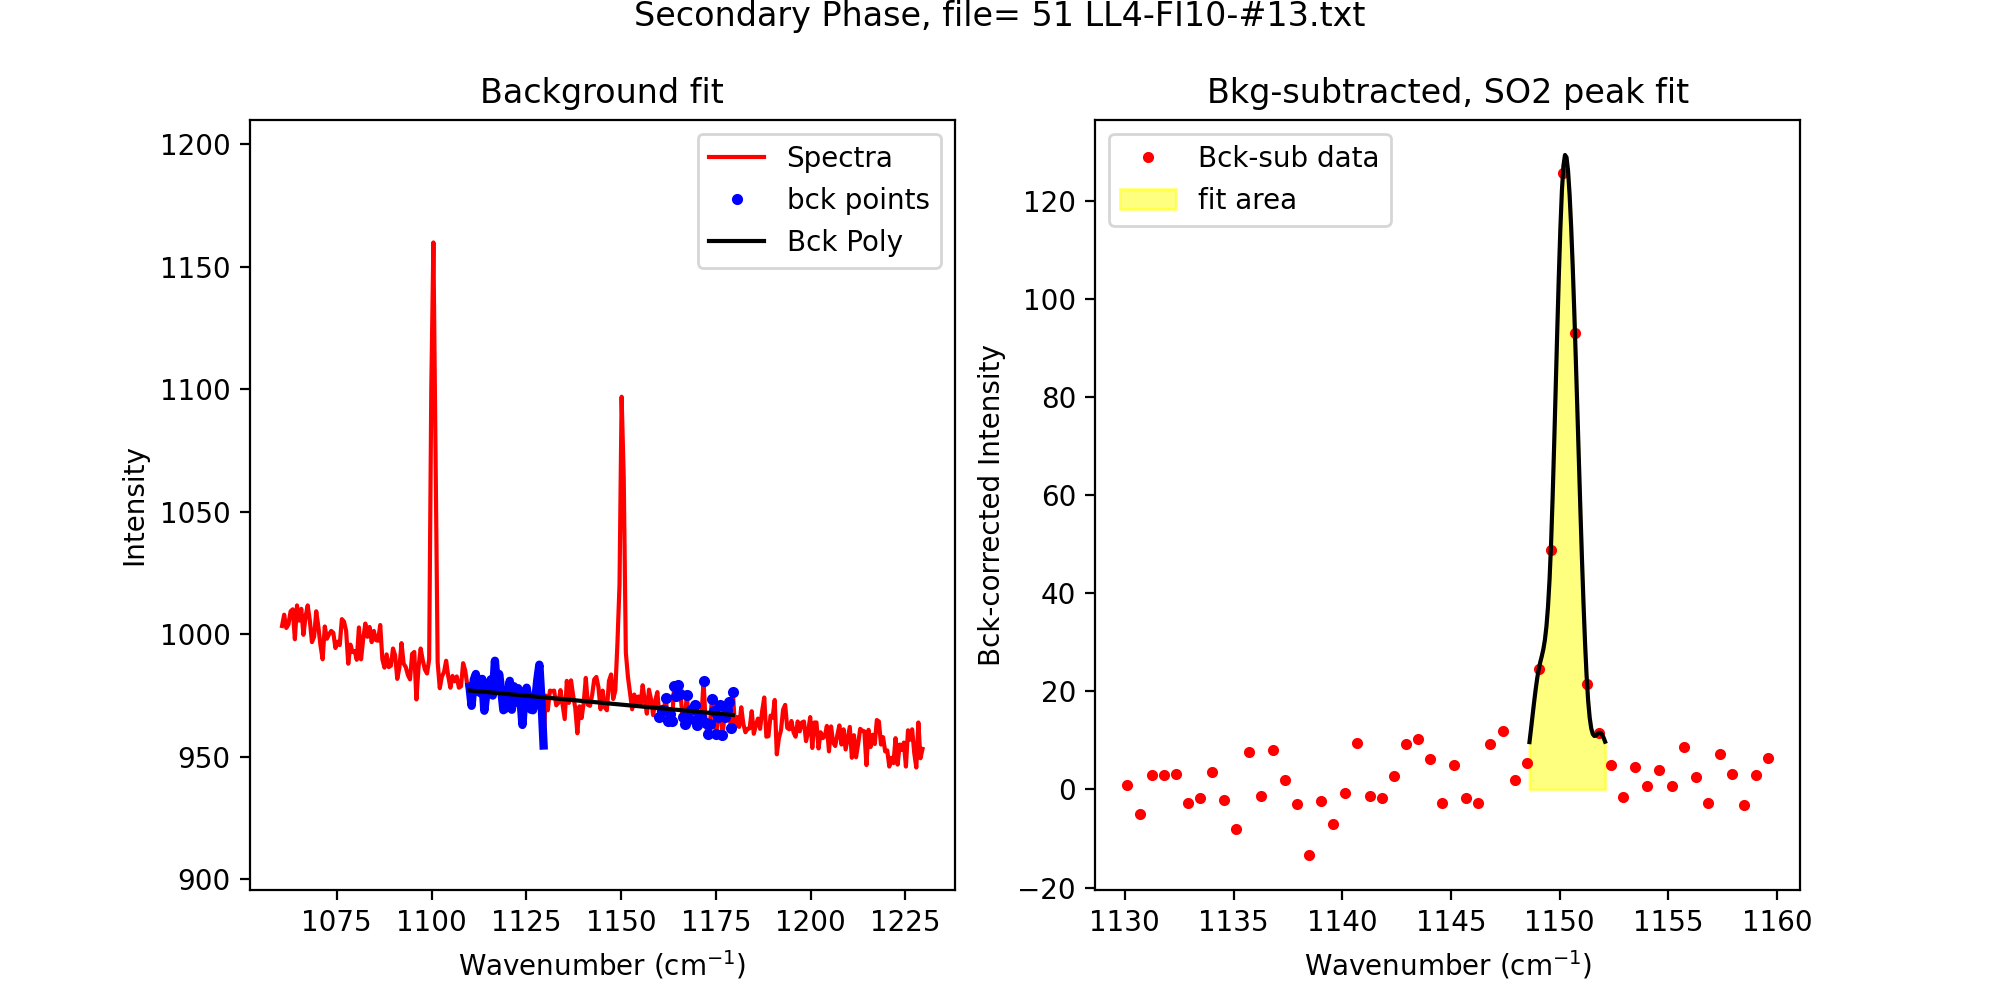 Secondary Phase, file= 51 LL4-FI10-#13.txt
Background fit
Spectra
bck points
Bck Poly
Intensity
1200
1150
1100
1050
1000
950
900
1075 1100 1125 1150 1175 1200 1225
Wavenumber (cm⁻¹)
Bkg-subtracted, SO2 peak fit
Bck-sub data
fit area
Bck-corrected Intensity
120
100
80
60
40
20
0
−20
1130 1135 1140 1145 1150 1155 1160
Wavenumber (cm⁻¹)